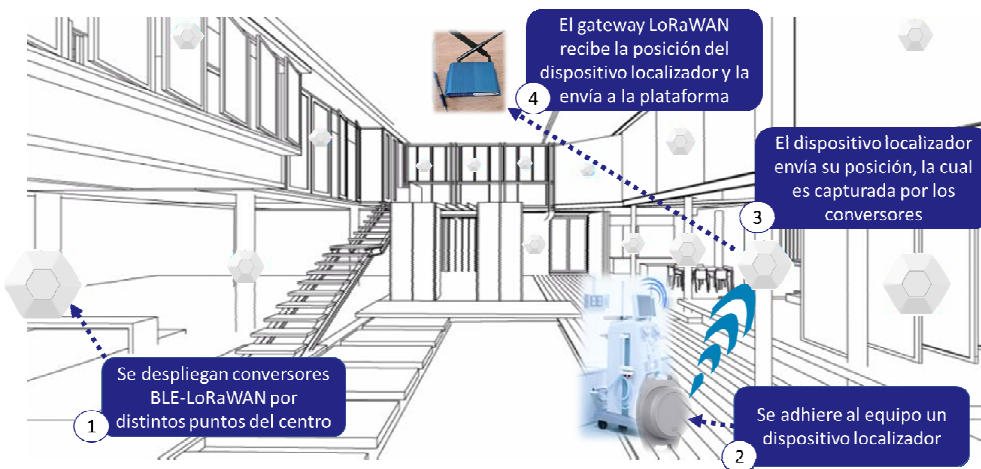 1
Se despliegan conversores
BLE-LoRaWAN por
distintos puntos del centro
2
Se adhiere al equipo un
dispositivo localizador
3
El dispositivo localizador
envía su posición, la cual
es capturada por los
conversores
4
El gateway LoRaWAN
recibe la posición del
dispositivo localizador y la
envía a la plataforma